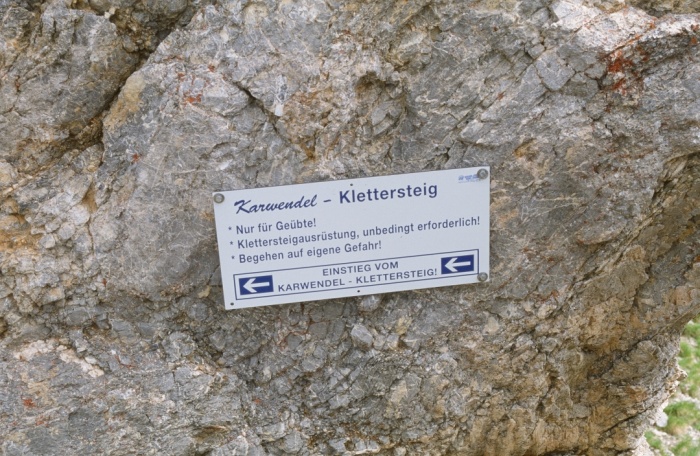 Karwendel - Klettersteig
* Nur für Geübte!
* Klettersteigausrüstung, unbedingt erforderlich!
* Begehen auf eigene Gefahr!
EINSTIEG VOM
KARWENDEL - KLETTERSTEIG!